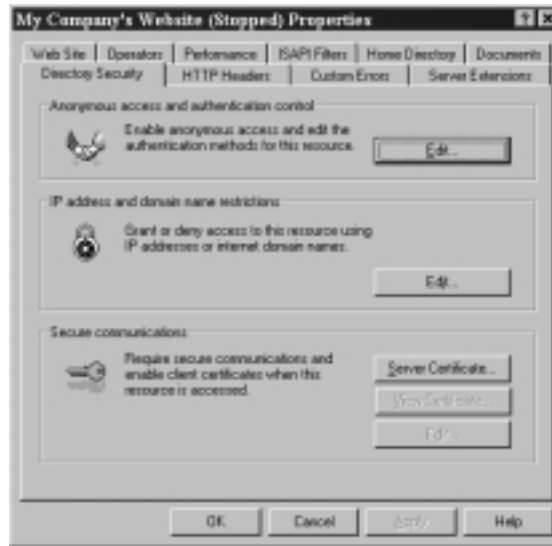 My Company's Website (Stopped) Properties
Web Site Operators Performance ISAPI Filters Home Directory Documents
Directory Security HTTP Headers Custom Errors Server Extensions
Anonymous access and authentication control
Enable anonymous access and edit the
authentication methods for this resource.
Edit...
IP address and domain name restrictions
Grant or deny access to this resource using
IP addresses or internet domain names.
Edit...
Secure communications
Require secure communications and
enable client certificates when this
resource is accessed.
Server Certificate...
View Certificate...
Edit...
OK Cancel Apply Help